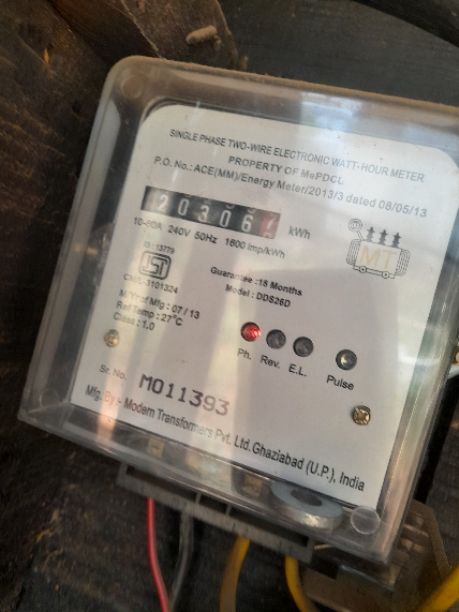 SINGLE PHASE TWO-WIRE ELECTRONIC WATT-HOUR METER
PROPERTY OF MePDCL
P.O. No.: ACE(MM)/Energy Meter/2013/3 dated 08/05/13
20306 kWh
10-60A 240V 50Hz 1600 imp/kWh
IS 13779
Guarantee :18 Months
Model : DDS26D
MT
CM/L-3101324
M/Yr of Mfg : 07 / 13
Ref Temp : 27°C
Class : 1.0
Ph. Rev. E.L. Pulse
Sr. No. M011393
Mfg. By :- Modern Transformers Pvt. Ltd. Ghaziabad (U.P.), India